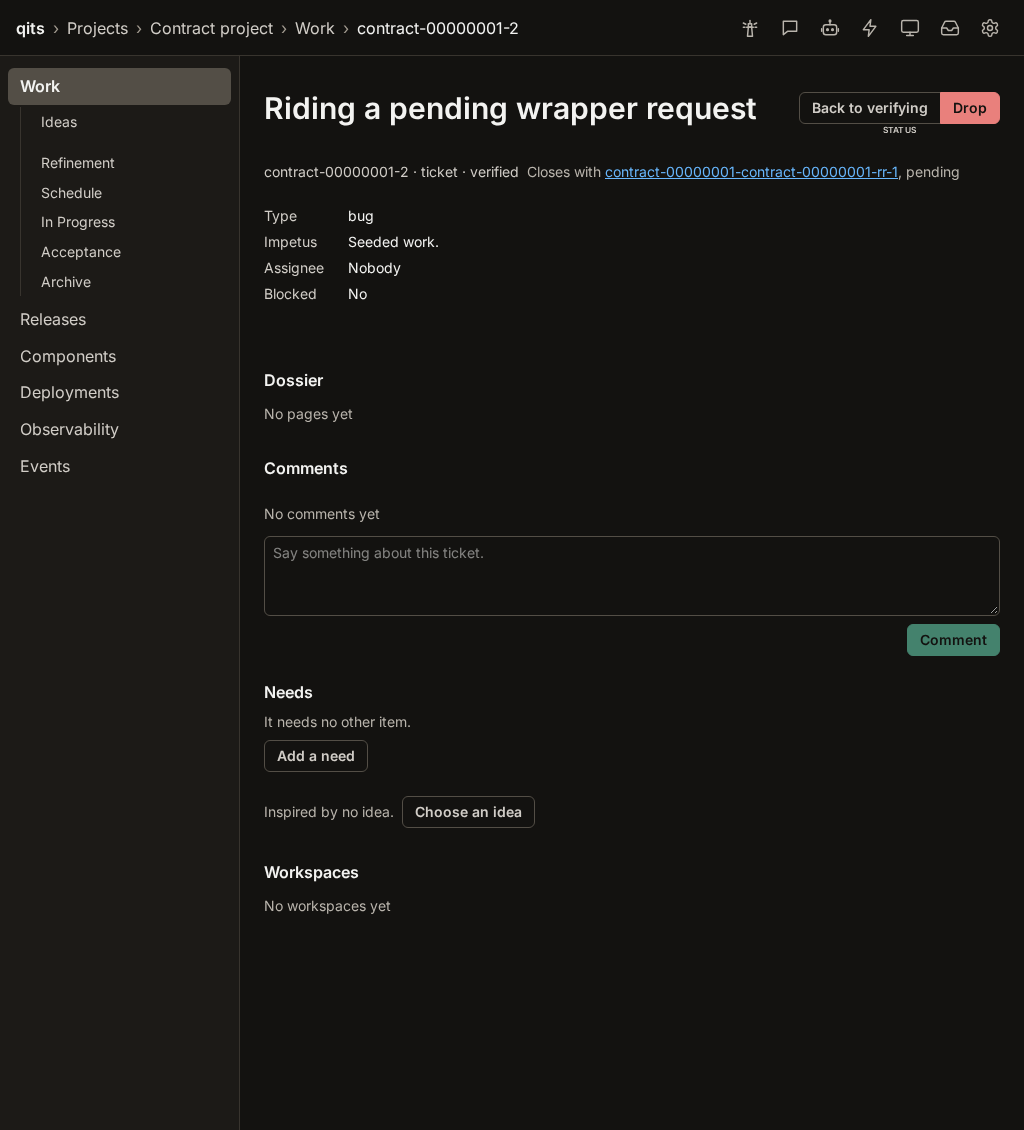 qits › Projects › Contract project › Work › contract-00000001-2
Work
Ideas
Refinement
Schedule
In Progress
Acceptance
Archive
Releases
Components
Deployments
Observability
Events
Riding a pending wrapper request
Back to verifying
Drop
STATUS
contract-00000001-2 · ticket · verified Closes with contract-00000001-contract-00000001-rr-1, pending
Type bug
Impetus Seeded work.
Assignee Nobody
Blocked No
Dossier
No pages yet
Comments
No comments yet
Say something about this ticket.
Comment
Needs
It needs no other item.
Add a need
Inspired by no idea. Choose an idea
Workspaces
No workspaces yet